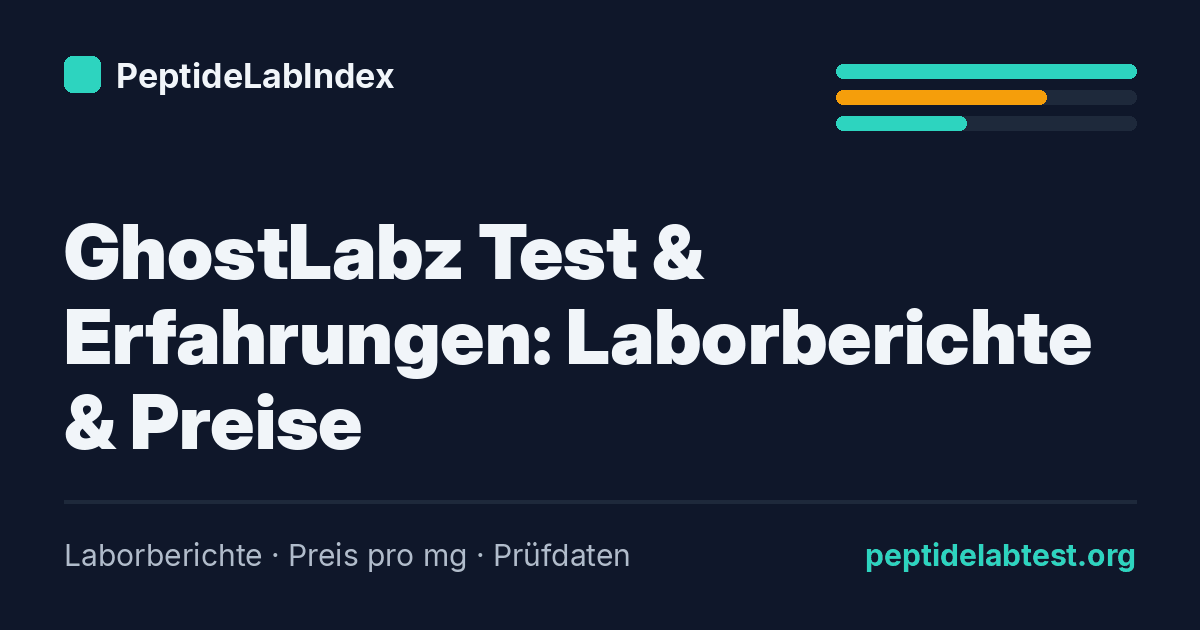 PeptideLabIndex
GhostLabz Test &
Erfahrungen: Laborberichte
& Preise
Laborberichte · Preis pro mg · Prüfdaten
peptidelabtest.org